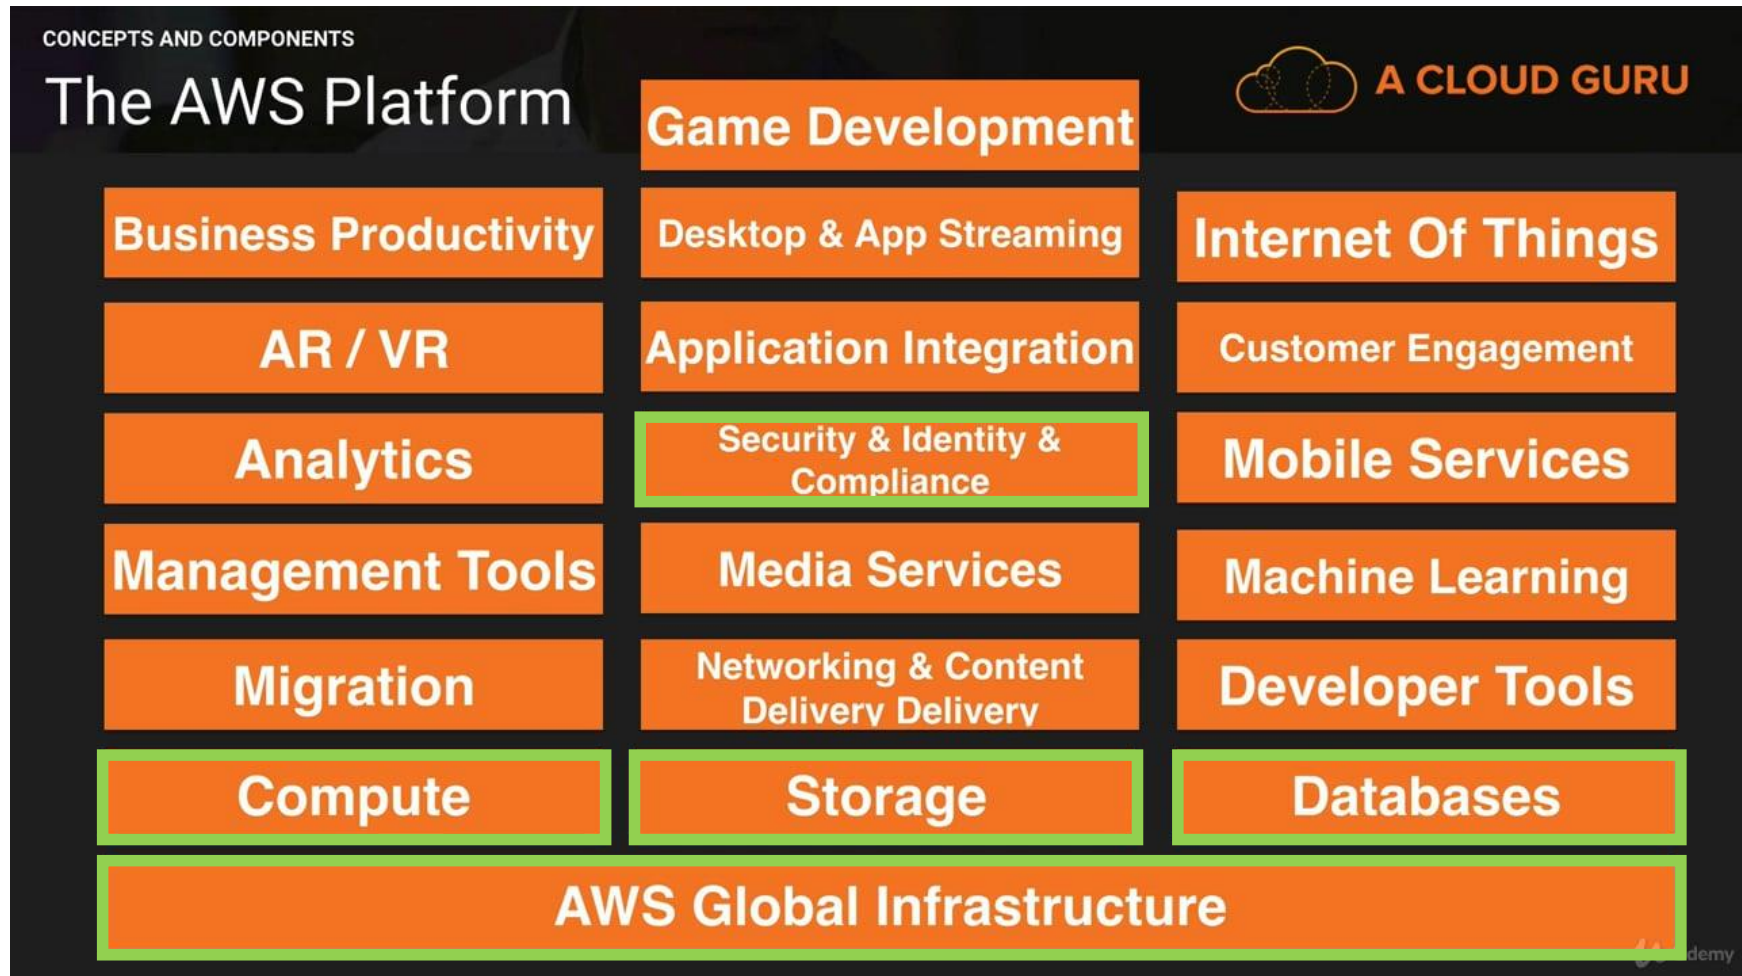 CONCEPTS AND COMPONENTS
The AWS Platform
A CLOUD GURU
Game Development
Business Productivity
Desktop & App Streaming
Internet Of Things
AR / VR
Application Integration
Customer Engagement
Analytics
Security & Identity &
Compliance
Mobile Services
Management Tools
Media Services
Machine Learning
Migration
Networking & Content
Delivery Delivery
Developer Tools
Compute
Storage
Databases
AWS Global Infrastructure
demy